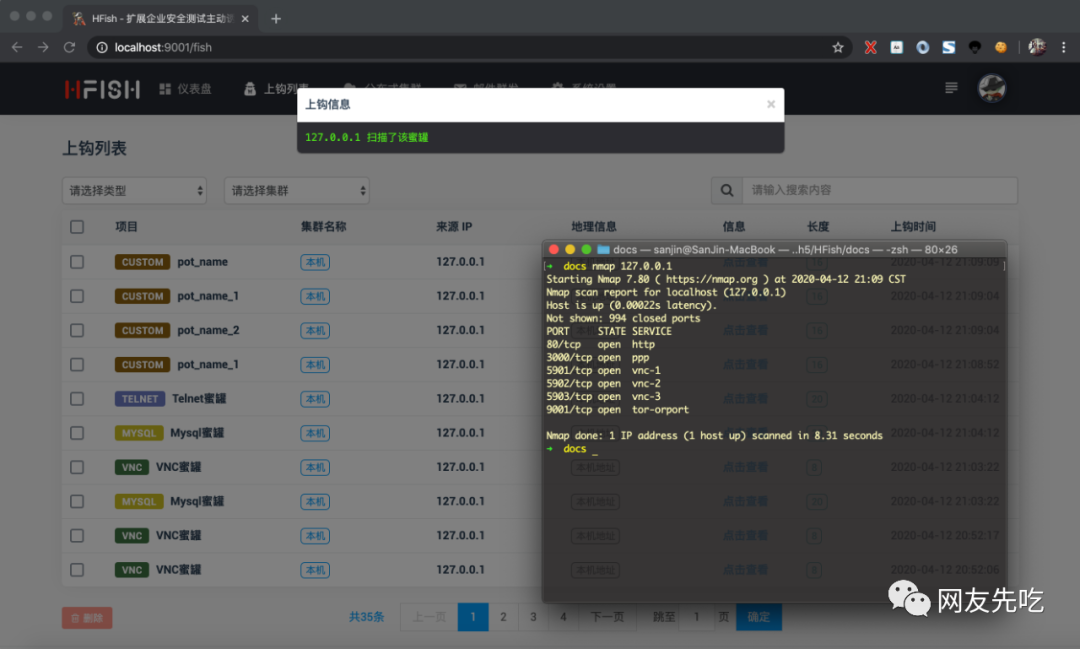 HFish - 扩展企业安全测试主动
localhost:9001/fish
HFISH
仪表盘
上钩列表
上钩信息
127.0.0.1 扫描了该蜜罐
上钩列表
请选择类型
请选择集群
请输入搜索内容
项目 集群名称 来源 IP 地理信息 信息 长度 上钩时间
CUSTOM pot_name 本机 127.0.0.1
CUSTOM pot_name_1 本机 127.0.0.1 点击查看 2020-04-12 21:09:04
CUSTOM pot_name_2 本机 127.0.0.1 点击查看 2020-04-12 21:09:04
CUSTOM pot_name_1 本机 127.0.0.1 点击查看 2020-04-12 21:08:52
TELNET Telnet蜜罐 本机 127.0.0.1 点击查看 2020-04-12 21:04:12
MYSQL Mysql蜜罐 本机 127.0.0.1 点击查看 2020-04-12 21:04:12
VNC VNC蜜罐 本机 127.0.0.1 本机地址 点击查看 2020-04-12 21:03:22
MYSQL Mysql蜜罐 本机 127.0.0.1 本机地址 点击查看 2020-04-12 21:03:22
VNC VNC蜜罐 本机 127.0.0.1 本机地址 点击查看 2020-04-12 20:52:17
VNC VNC蜜罐 本机 127.0.0.1 本机地址 点击查看 2020-04-12 20:52:06
docs — sanjin@SanJin-MacBook — ..h5/HFish/docs — -zsh — 80×26
docs nmap 127.0.0.1
Starting Nmap 7.80 ( https://nmap.org ) at 2020-04-12 21:09 CST
Nmap scan report for localhost (127.0.0.1)
Host is up (0.00022s latency).
Not shown: 994 closed ports
PORT STATE SERVICE
80/tcp open http
3000/tcp open ppp
5901/tcp open vnc-1
5902/tcp open vnc-2
5903/tcp open vnc-3
9001/tcp open tor-orport
Nmap done: 1 IP address (1 host up) scanned in 8.31 seconds
docs _
删除
共35条 上一页 1 2 3 4 下一页 跳至 1 页 确定
网友先吃